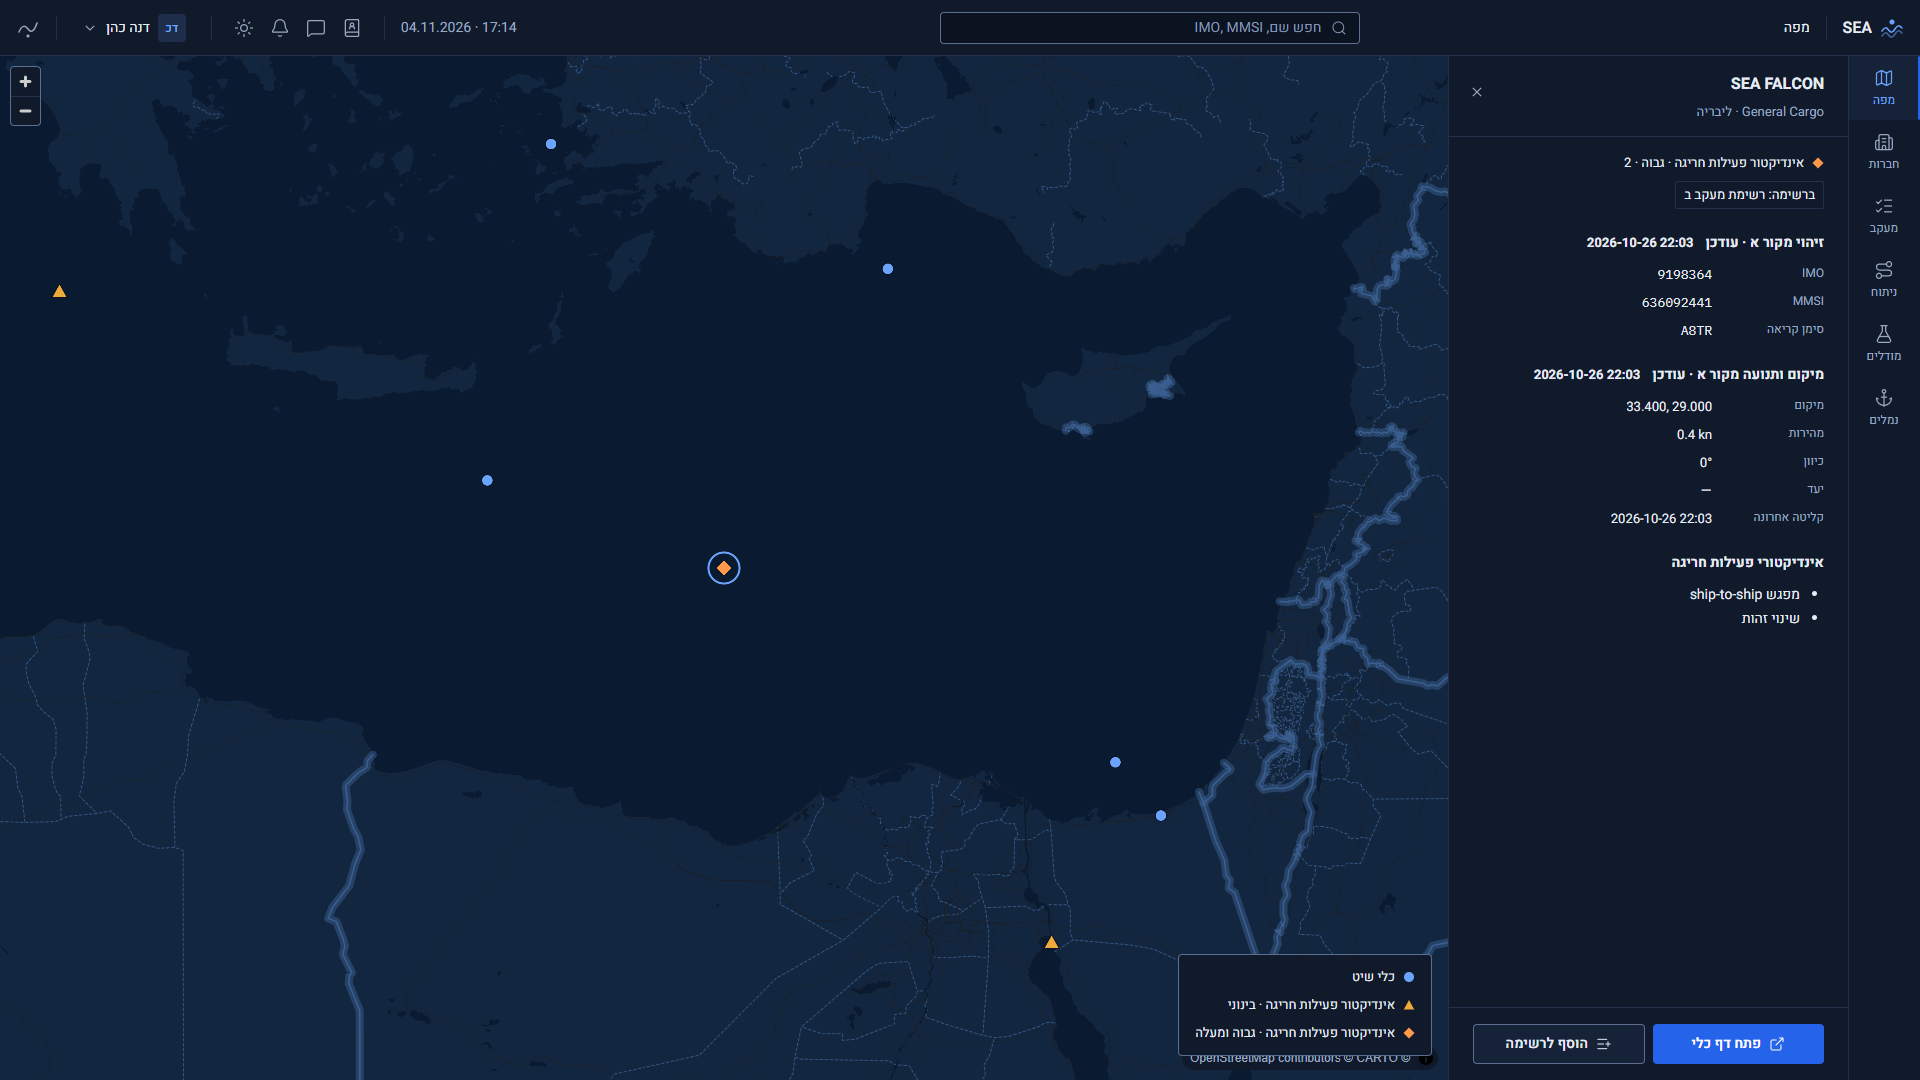 SEA
מפה
חפש שם, IMO, MMSI
04.11.2026 · 17:14
דכ
דנה כהן
מפה
חברות
מעקב
ניתוח
מודלים
נמלים
SEA FALCON
General Cargo · ליבריה
אינדיקטור פעילות חריגה · גבוה · 2
ברשימה: רשימת מעקב ב
זיהוי מקור א · עודכן 2026-10-26 22:03
IMO 9198364
MMSI 636092441
סימן קריאה A8TR
מיקום ותנועה מקור א · עודכן 2026-10-26 22:03
מיקום 33.400, 29.000
מהירות 0.4 kn
כיוון 0°
יעד —
קליטה אחרונה 2026-10-26 22:03
אינדיקטורי פעילות חריגה
• מפגש ship-to-ship
• שינוי זהות
פתח דף כלי
הוסף לרשימה
+
−
כלי שיט
אינדיקטור פעילות חריגה · בינוני
אינדיקטור פעילות חריגה · גבוה ומעלה
OpenStreetMap contributors © CARTO ©